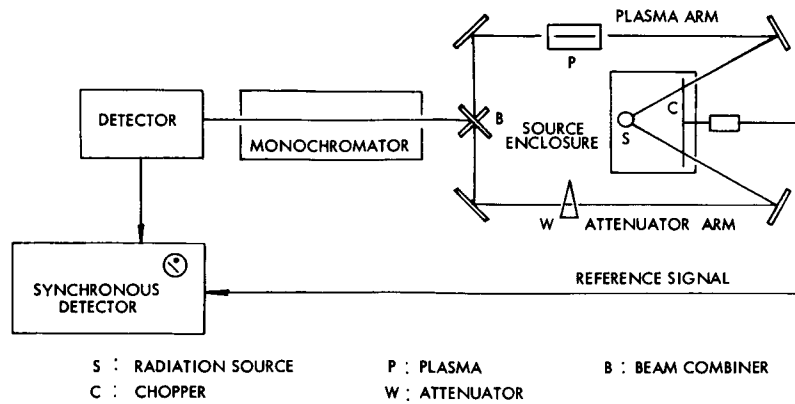 PLASMA ARM
P
DETECTOR
MONOCHROMATOR
B
SOURCE
ENCLOSURE
S
C
W
ATTENUATOR ARM
SYNCHRONOUS
DETECTOR
REFERENCE SIGNAL
S : RADIATION SOURCE
P : PLASMA
B : BEAM COMBINER
C : CHOPPER
W : ATTENUATOR